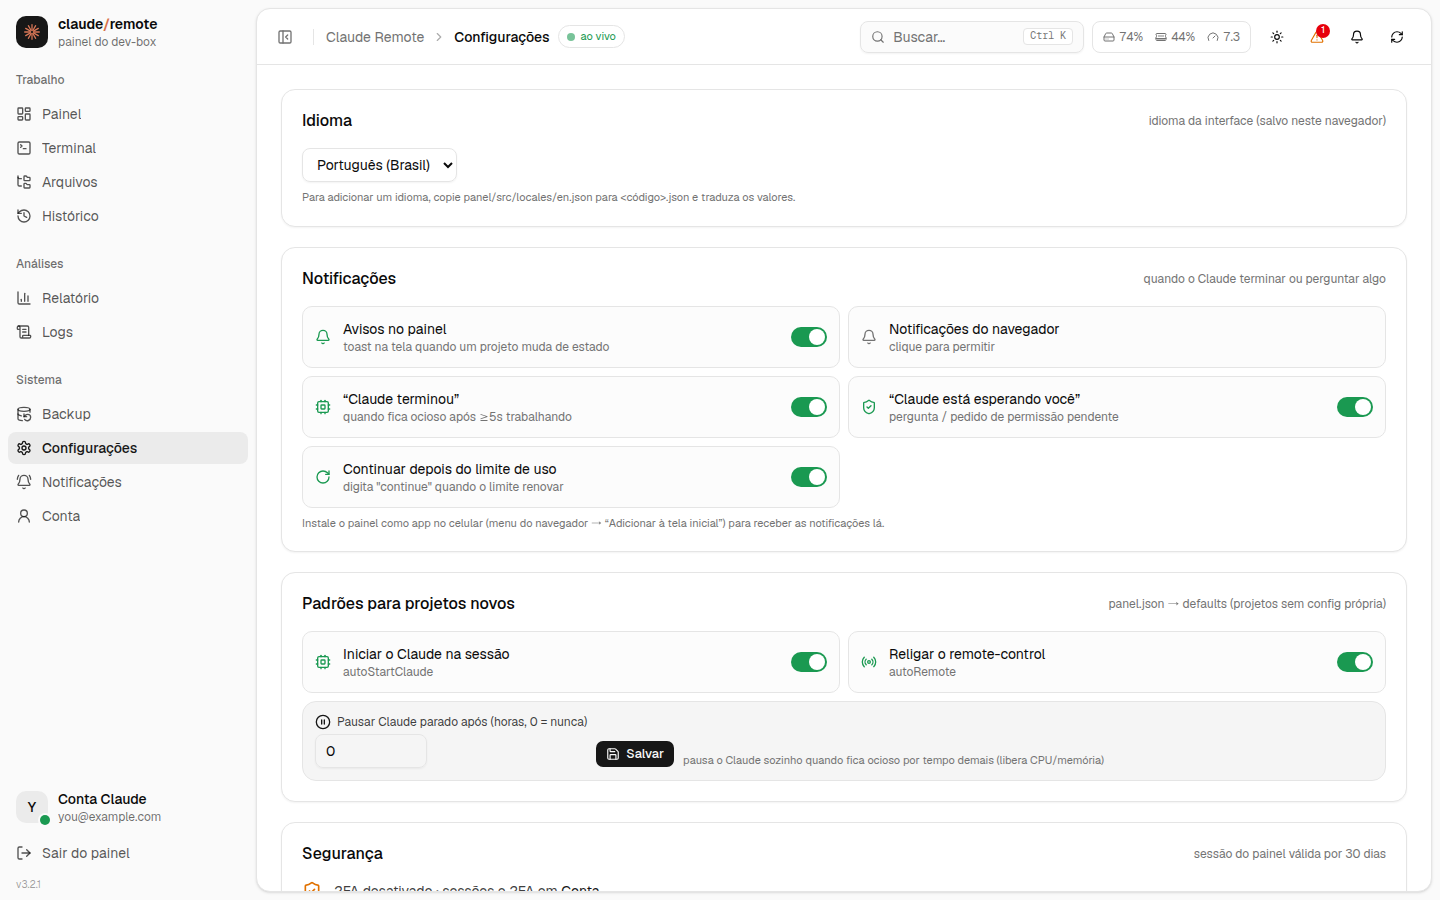 claude/remote
painel do dev-box
Trabalho
Painel
Terminal
Arquivos
Histórico
Análises
Relatório
Logs
Sistema
Backup
Configurações
Notificações
Conta
Y
Conta Claude
you@example.com
Sair do painel
v3.2.1
Claude Remote
Configurações
ao vivo
Buscar...
Ctrl K
74%
44%
7.3
1
Idioma
idioma da interface (salvo neste navegador)
Português (Brasil)
Para adicionar um idioma, copie panel/src/locales/en.json para <código>.json e traduza os valores.
Notificações
quando o Claude terminar ou perguntar algo
Avisos no painel
toast na tela quando um projeto muda de estado
Notificações do navegador
clique para permitir
“Claude terminou”
quando fica ocioso após ≥5s trabalhando
“Claude está esperando você”
pergunta / pedido de permissão pendente
Continuar depois do limite de uso
digita "continue" quando o limite renovar
Instale o painel como app no celular (menu do navegador → “Adicionar à tela inicial”) para receber as notificações lá.
Padrões para projetos novos
panel.json → defaults (projetos sem config própria)
Iniciar o Claude na sessão
autoStartClaude
Religar o remote-control
autoRemote
Pausar Claude parado após (horas, 0 = nunca)
0
Salvar
pausa o Claude sozinho quando fica ocioso por tempo demais (libera CPU/memória)
Segurança
sessão do painel válida por 30 dias
2FA desativado · sessões e 2FA em Conta